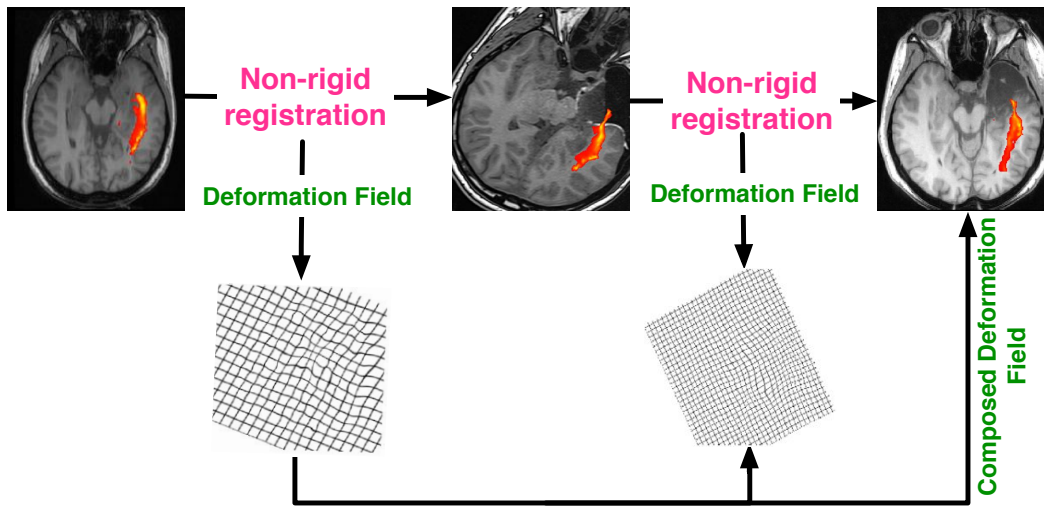 Non-rigid
registration
Non-rigid
registration
Deformation Field
Deformation Field
Composed Deformation
Field